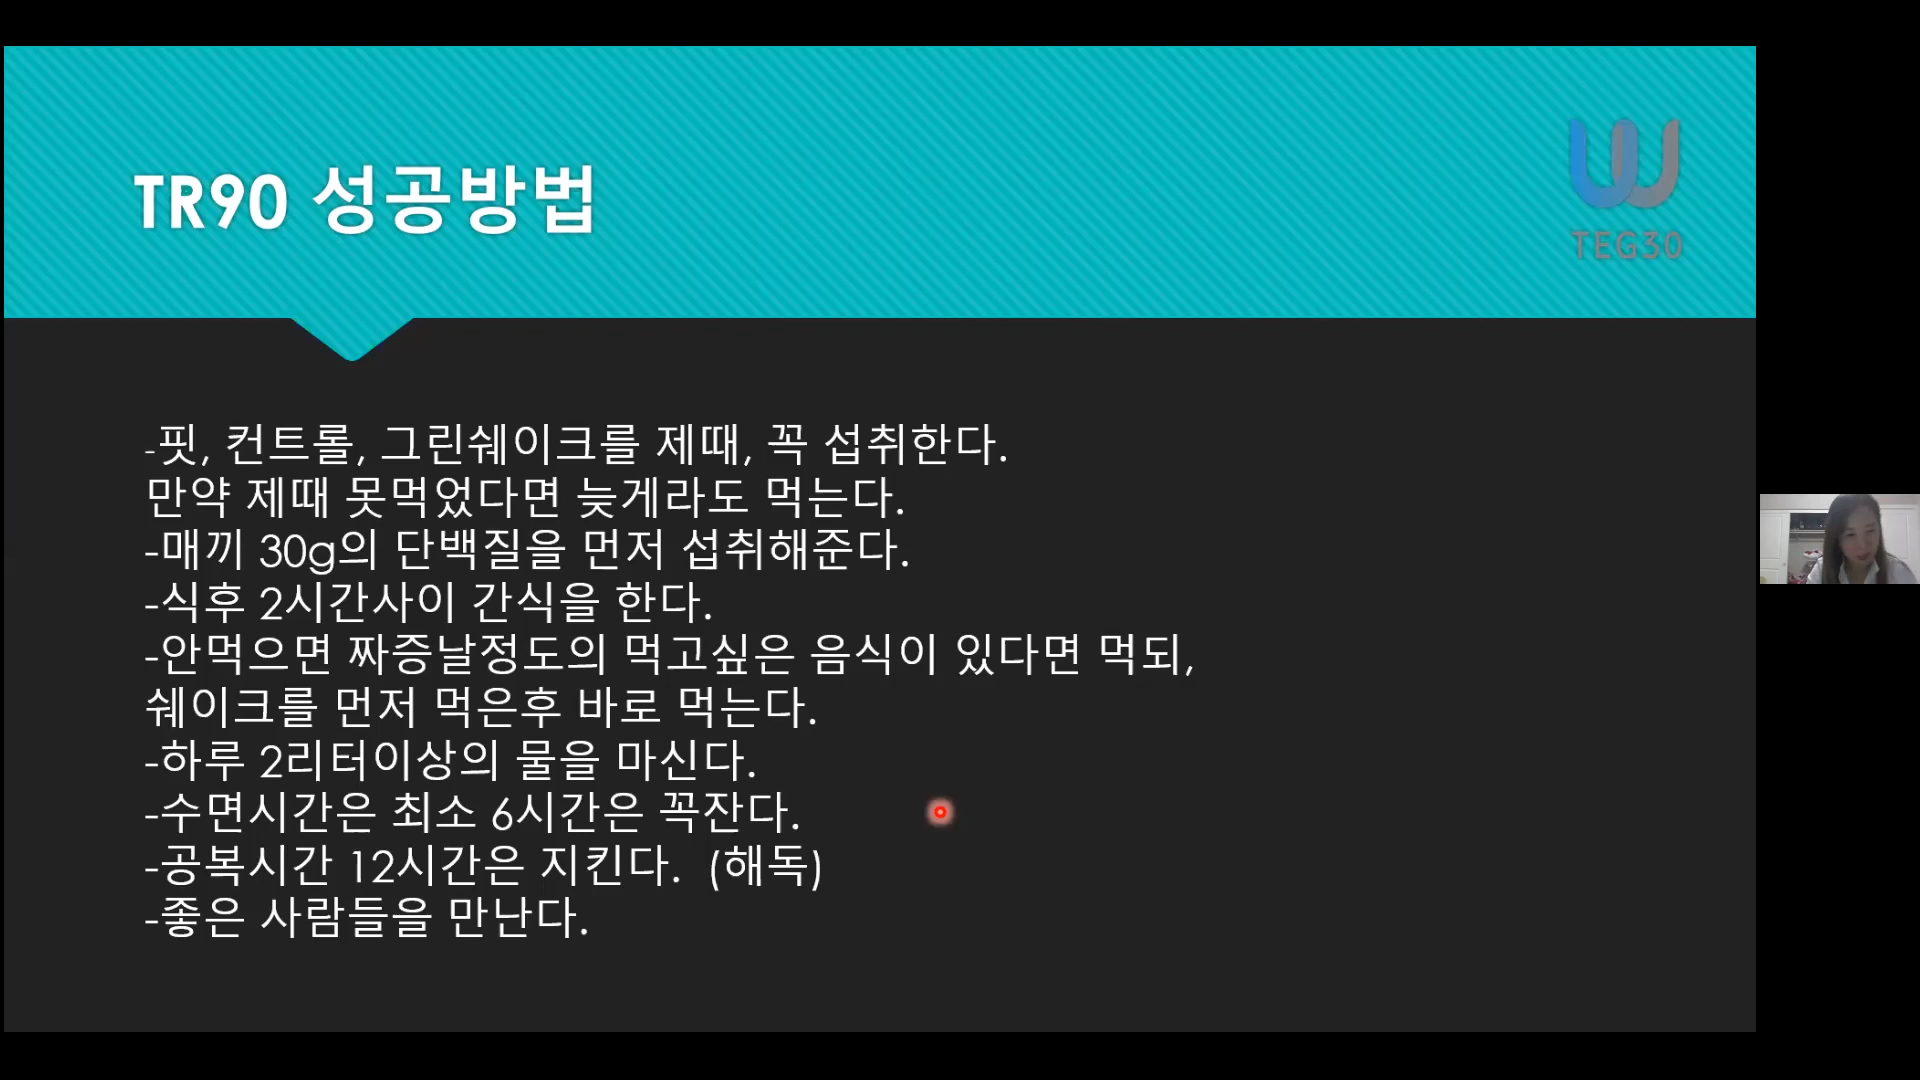 TR90 성공방법
TEG30
-핏, 컨트롤, 그린쉐이크를 제때, 꼭 섭취한다.
만약 제때 못먹었다면 늦게라도 먹는다.
-매끼 30g의 단백질을 먼저 섭취해준다.
-식후 2시간사이 간식을 한다.
-안먹으면 짜증날정도의 먹고싶은 음식이 있다면 먹되,
쉐이크를 먼저 먹은후 바로 먹는다.
-하루 2리터이상의 물을 마신다.
-수면시간은 최소 6시간은 꼭잔다.
-공복시간 12시간은 지킨다. (해독)
-좋은 사람들을 만난다.